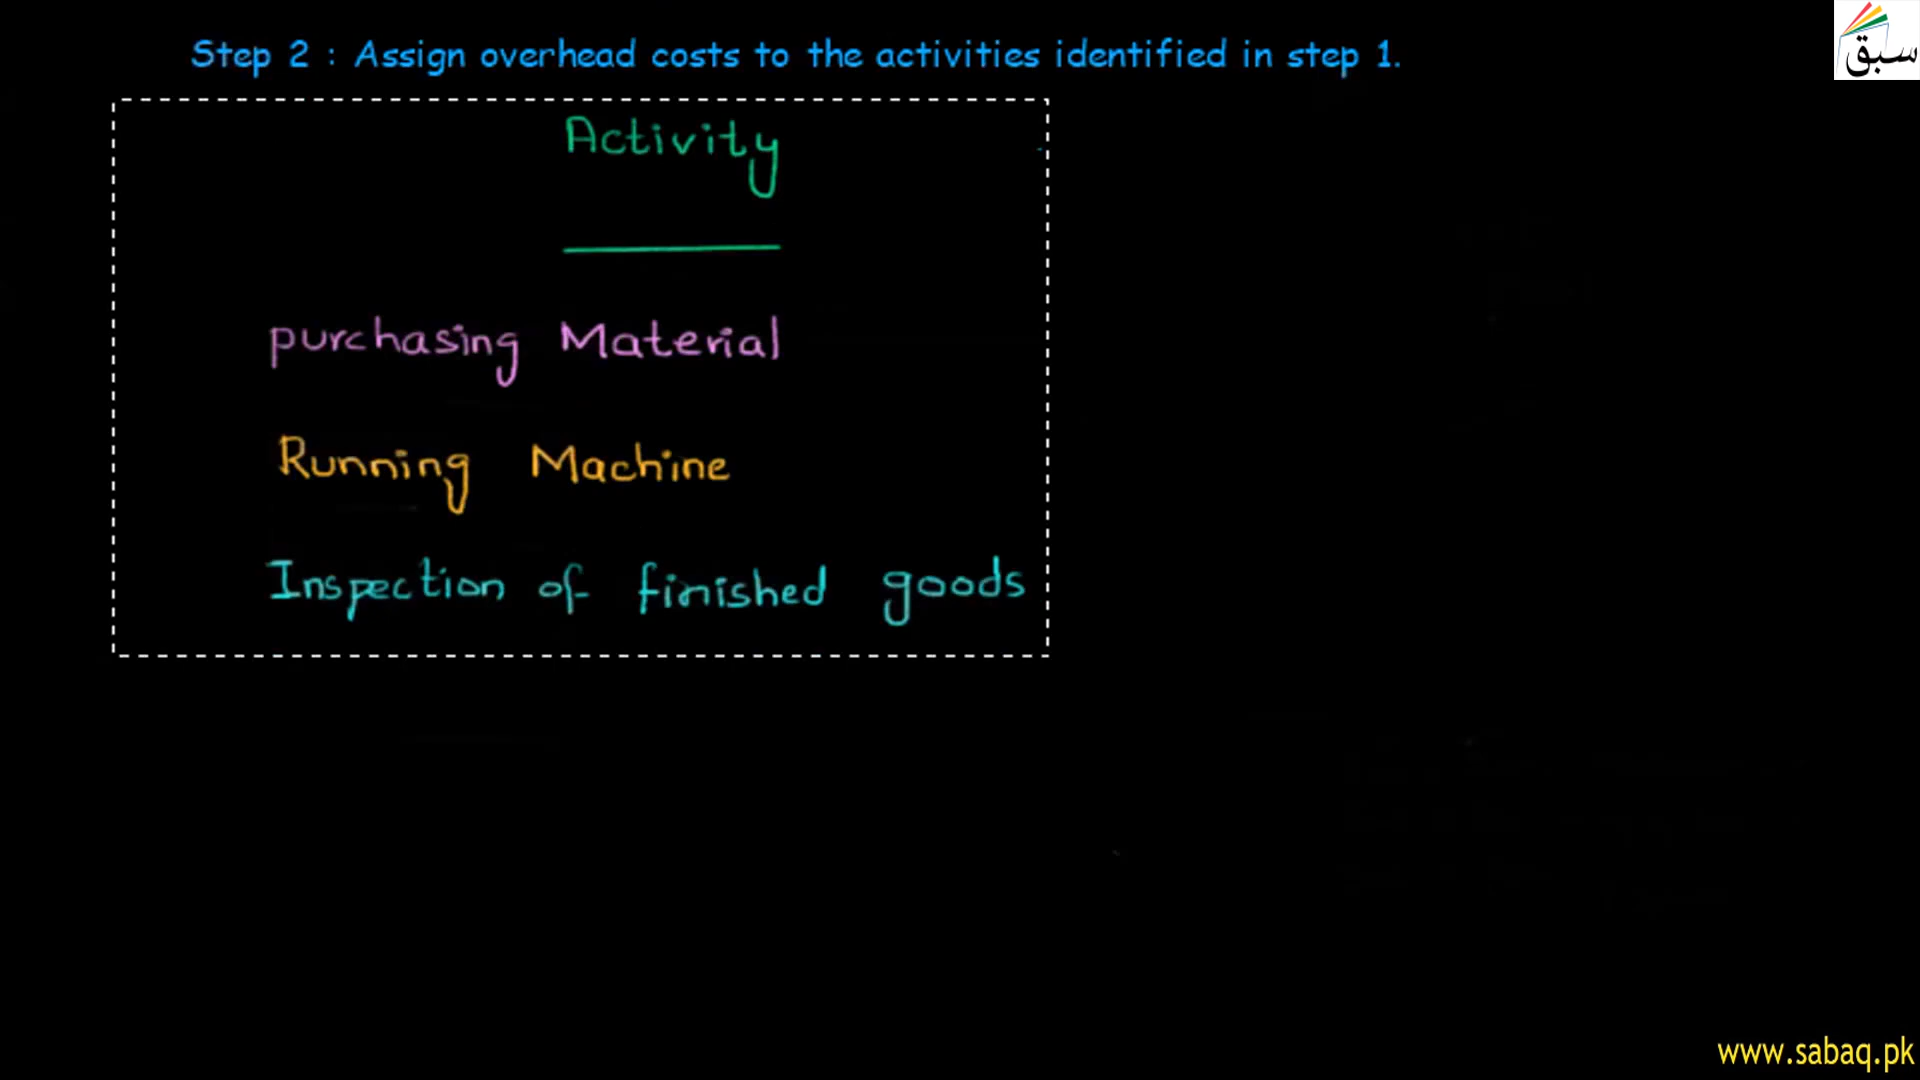 Step 2 : Assign overhead costs to the activities identified in step 1.
سبق
Activity
purchasing Material
Running Machine
Inspection of finished goods
www.sabaq.pk